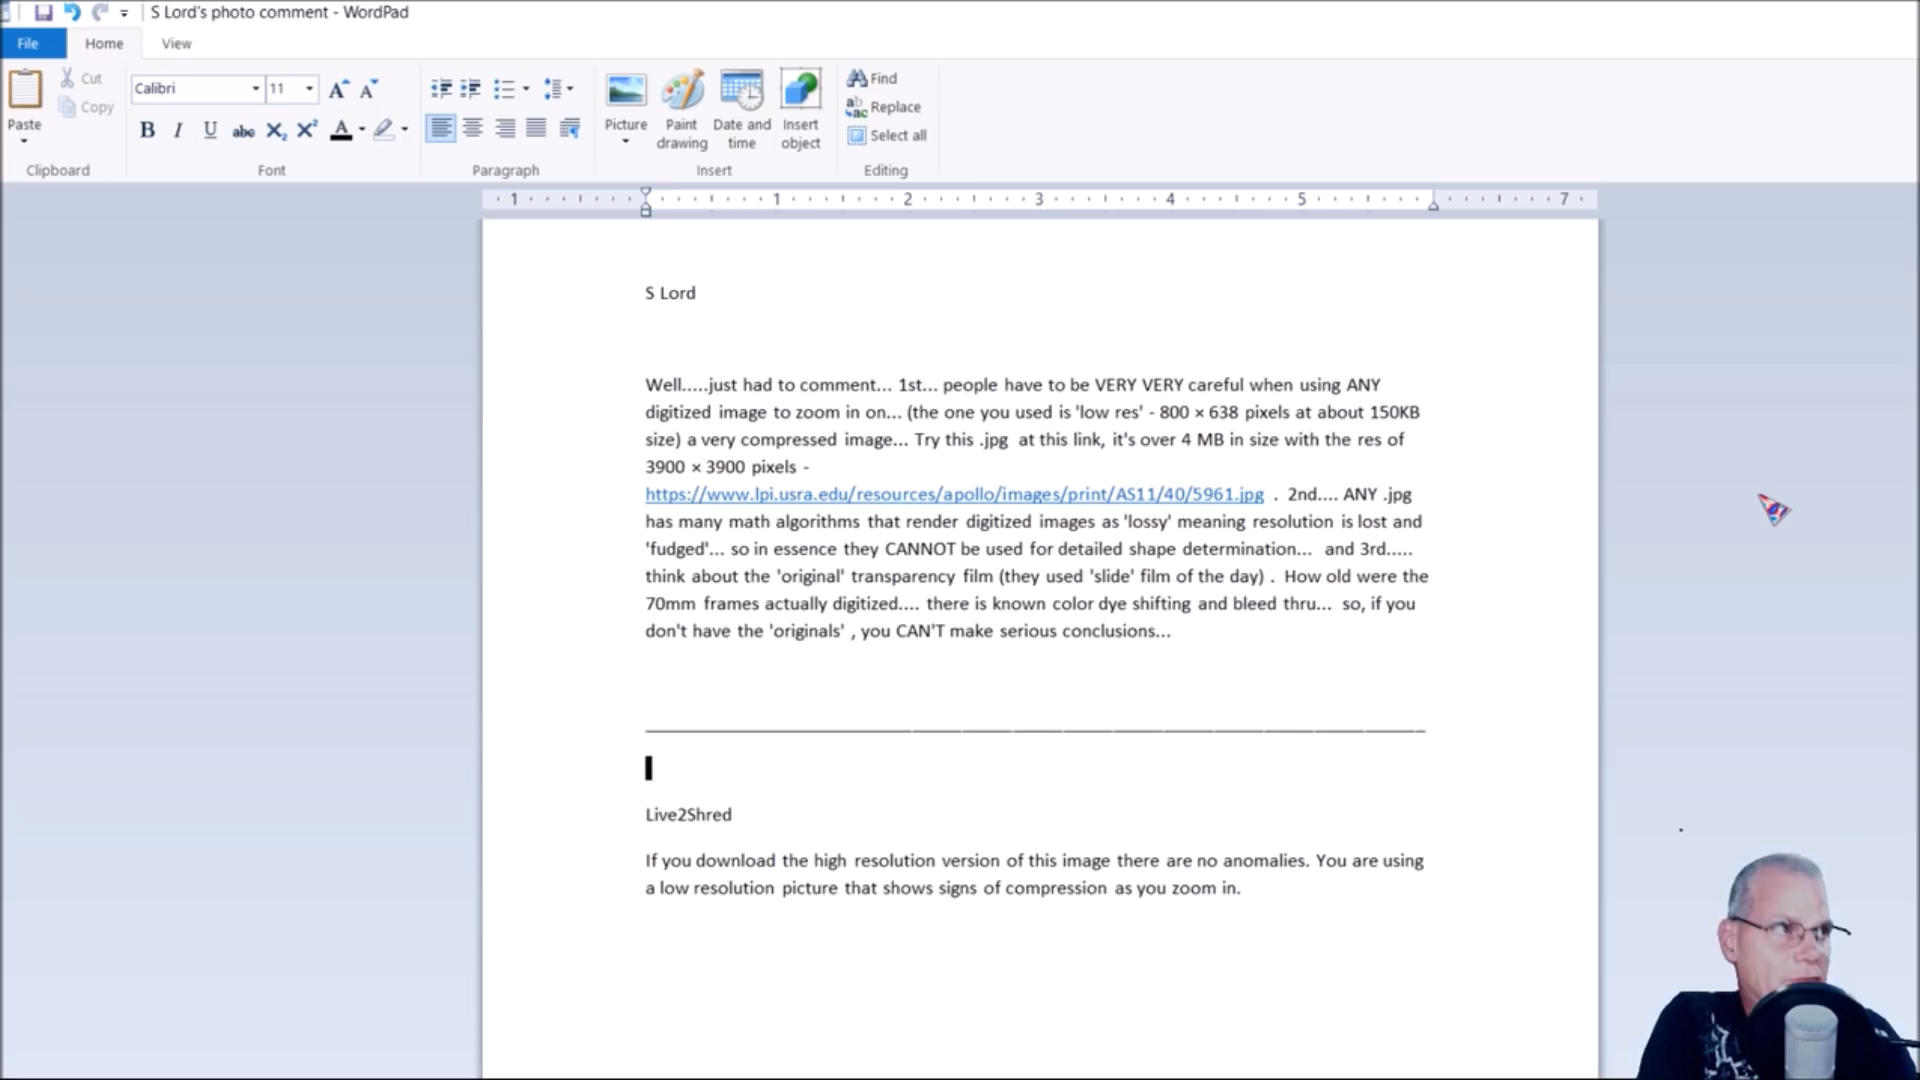 S Lord's photo comment - WordPad
File Home View
Cut
Copy
Paste
Clipboard
Calibri 11
B I U abc X₂ X² A
Font
Paragraph
Picture
Paint drawing
Date and time
Insert object
Insert
Find
Replace
Select all
Editing
1 1 2 3 4 5 7
S Lord
Well.....just had to comment... 1st... people have to be VERY VERY careful when using ANY
digitized image to zoom in on... (the one you used is 'low res' - 800 × 638 pixels at about 150KB
size) a very compressed image... Try this .jpg at this link, it's over 4 MB in size with the res of
3900 × 3900 pixels -
https://www.lpi.usra.edu/resources/apollo/images/print/AS11/40/5961.jpg . 2nd.... ANY .jpg
has many math algorithms that render digitized images as 'lossy' meaning resolution is lost and
'fudged'... so in essence they CANNOT be used for detailed shape determination... and 3rd.....
think about the 'original' transparency film (they used 'slide' film of the day) . How old were the
70mm frames actually digitized.... there is known color dye shifting and bleed thru... so, if you
don't have the 'originals' , you CAN'T make serious conclusions...
Live2Shred
If you download the high resolution version of this image there are no anomalies. You are using
a low resolution picture that shows signs of compression as you zoom in.